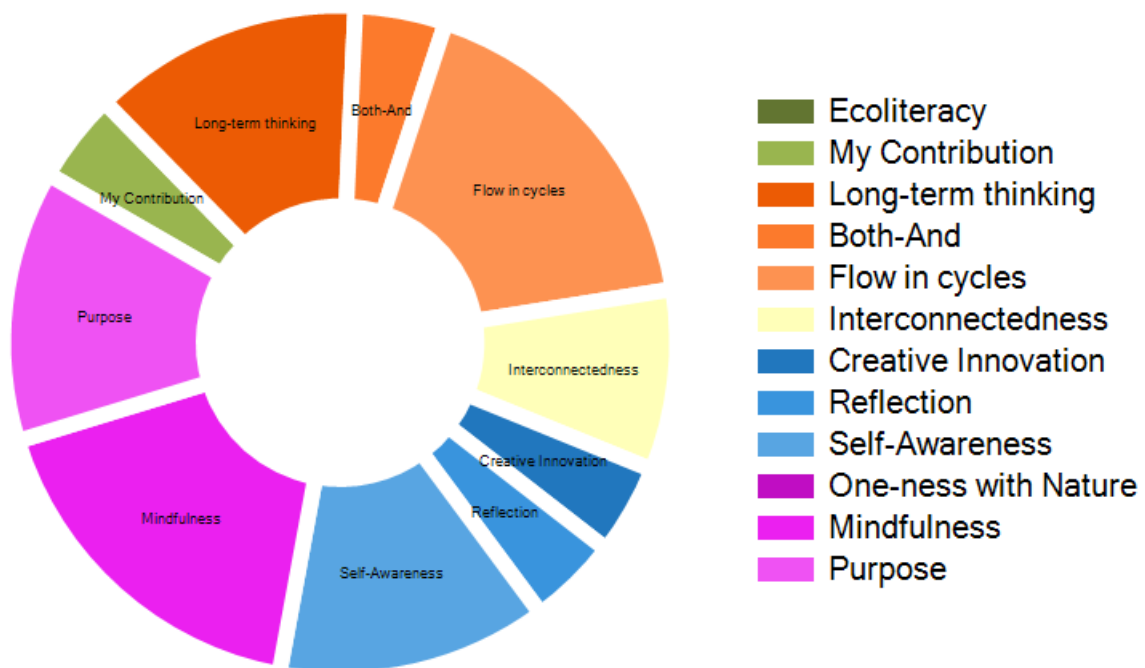 Long-term thinking
Both-And
My Contribution
Flow in cycles
Purpose
Interconnectedness
Creative Innovation
Reflection
Mindfulness
Self-Awareness
Ecoliteracy
My Contribution
Long-term thinking
Both-And
Flow in cycles
Interconnectedness
Creative Innovation
Reflection
Self-Awareness
One-ness with Nature
Mindfulness
Purpose